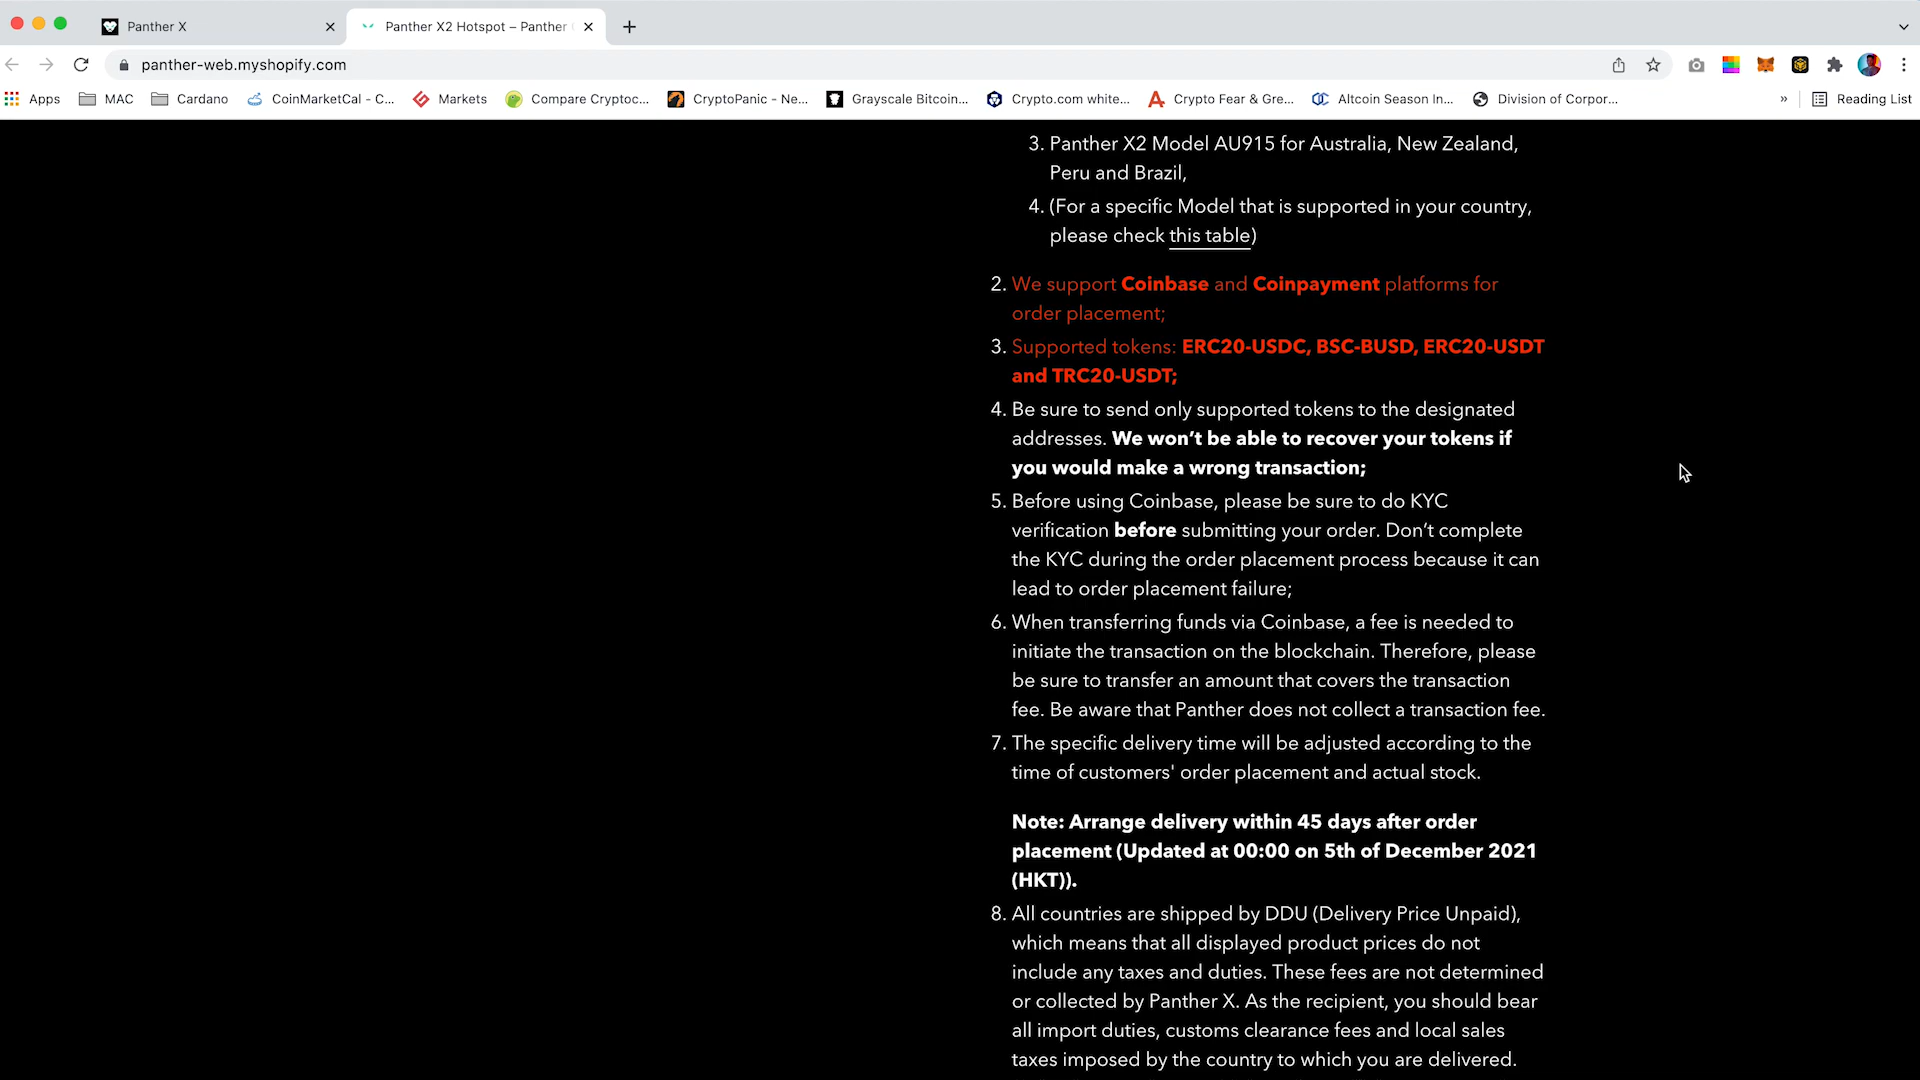 Panther X
Panther X2 Hotspot – Panther
panther-web.myshopify.com
Apps
MAC
Cardano
CoinMarketCal - C...
Markets
Compare Cryptoc...
CryptoPanic - Ne...
Grayscale Bitcoin...
Crypto.com white...
Crypto Fear & Gre...
Altcoin Season In...
Division of Corpor...
»
Reading List
3. Panther X2 Model AU915 for Australia, New Zealand,
Peru and Brazil,
4. (For a specific Model that is supported in your country,
please check this table)
2. We support Coinbase and Coinpayment platforms for
order placement;
3. Supported tokens: ERC20-USDC, BSC-BUSD, ERC20-USDT
and TRC20-USDT;
4. Be sure to send only supported tokens to the designated
addresses. We won’t be able to recover your tokens if
you would make a wrong transaction;
5. Before using Coinbase, please be sure to do KYC
verification before submitting your order. Don’t complete
the KYC during the order placement process because it can
lead to order placement failure;
6. When transferring funds via Coinbase, a fee is needed to
initiate the transaction on the blockchain. Therefore, please
be sure to transfer an amount that covers the transaction
fee. Be aware that Panther does not collect a transaction fee.
7. The specific delivery time will be adjusted according to the
time of customers' order placement and actual stock.
Note: Arrange delivery within 45 days after order
placement (Updated at 00:00 on 5th of December 2021
(HKT)).
8. All countries are shipped by DDU (Delivery Price Unpaid),
which means that all displayed product prices do not
include any taxes and duties. These fees are not determined
or collected by Panther X. As the recipient, you should bear
all import duties, customs clearance fees and local sales
taxes imposed by the country to which you are delivered.